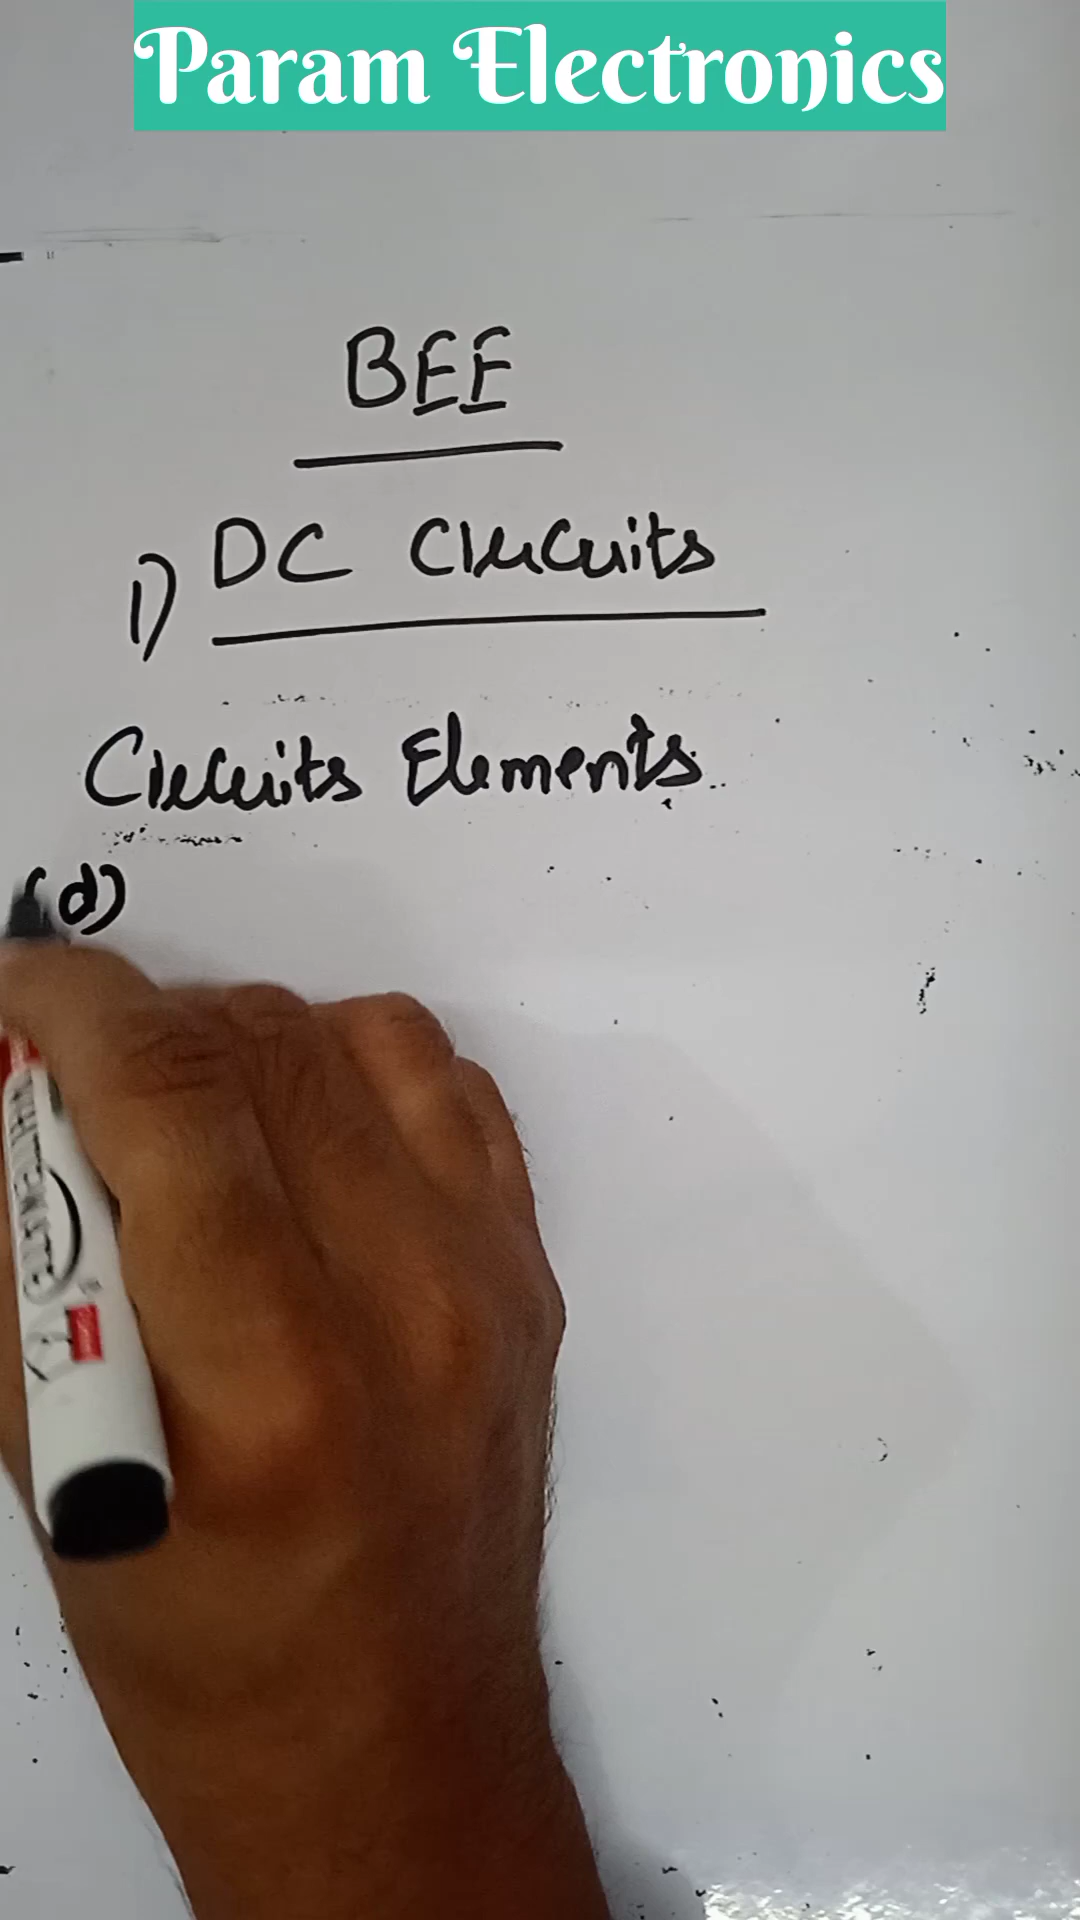 Param Electronics
BEE
1) DC Circuits
Circuits Elements
(d)